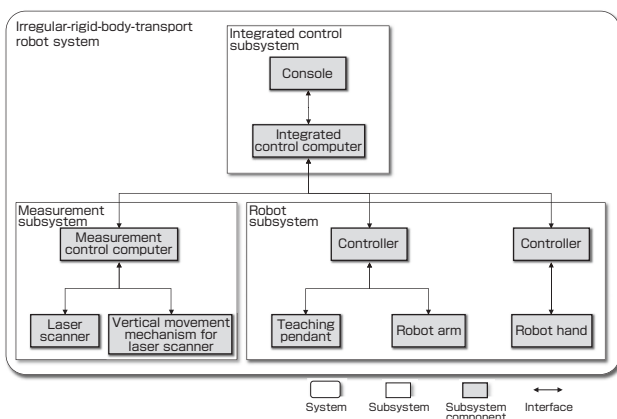 Irregular-rigid-body-transport
robot system
Integrated control
subsystem
Console
Integrated
control computer
Measurement
subsystem
Measurement
control computer
Laser
scanner
Vertical movement
mechanism for
laser scanner
Robot
subsystem
Controller
Controller
Teaching
pendant
Robot arm
Robot hand
System
Subsystem
Subsystem
component
Interface